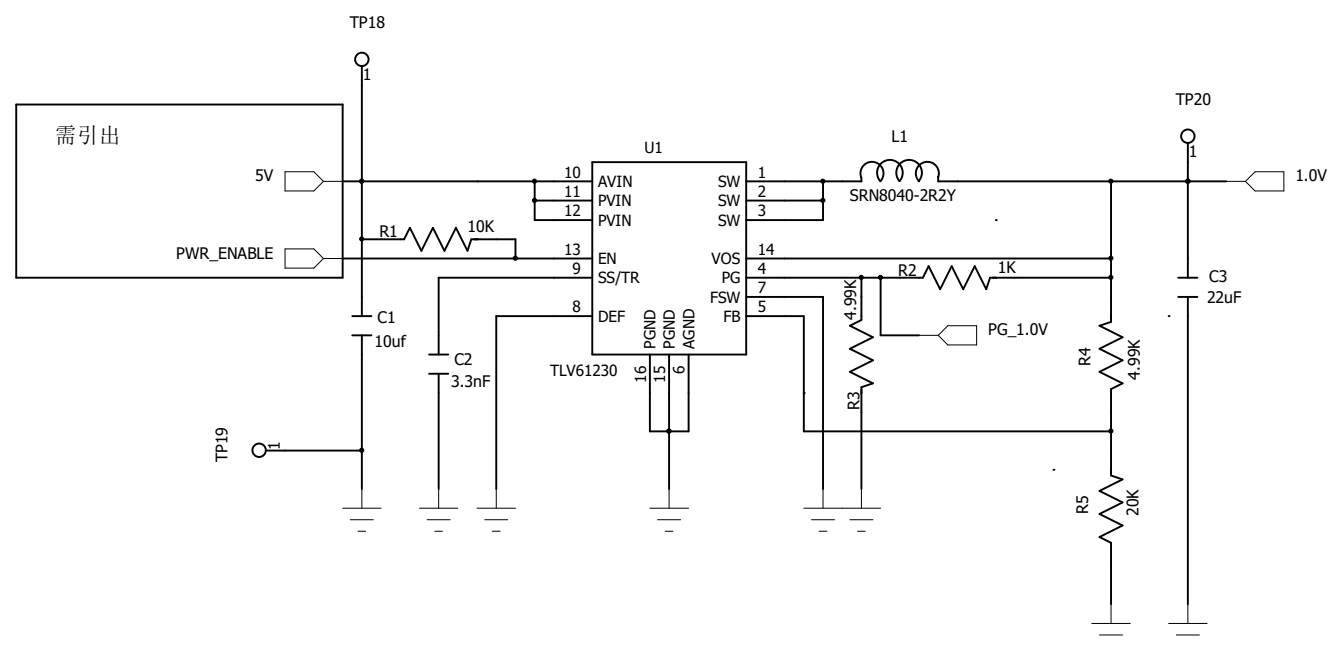 TP18
1
需引出
5V
PWR_ENABLE
R1
10K
C1
10uf
C2
3.3nF
TP19
1
U1
10
11
12
13
9
8
AVIN
PVIN
PVIN
EN
SS/TR
DEF
PGND
PGND
AGND
16
15
6
TLV61230
SW
SW
SW
VOS
PG
FSW
FB
1
2
3
14
4
7
5
L1
SRN8040-2R2Y
R2
1K
4.99K
R3
PG_1.0V
R4
4.99K
R5
20K
TP20
1
1.0V
C3
22uF